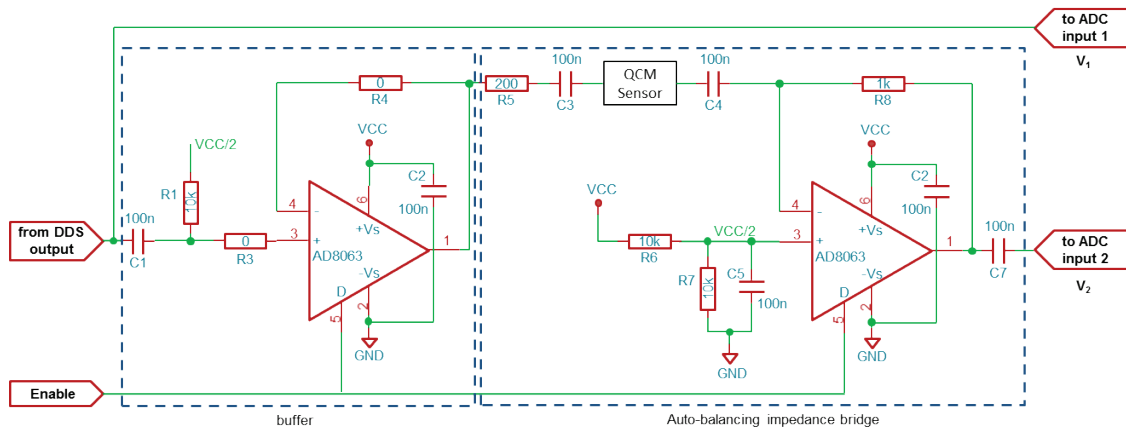 to ADC
input 1
V1
100n
QCM
Sensor
100n
0
R4
200
R5
C3
C4
1k
R8
VCC
VCC
VCC/2
C2
C2
R1
10k
100n
4
-
6
+Vs
VCC
100n
4
-
6
+Vs
100n
from DDS
output
100n
C1
0
R3
3
+
AD8063
1
10k
R6
VCC/2
3
+
AD8063
1
100n
C7
to ADC
input 2
V2
-Vs
D
2
5
R7
10k
C5
100n
-Vs
D
2
5
GND
GND
GND
Enable
buffer
Auto-balancing impedance bridge